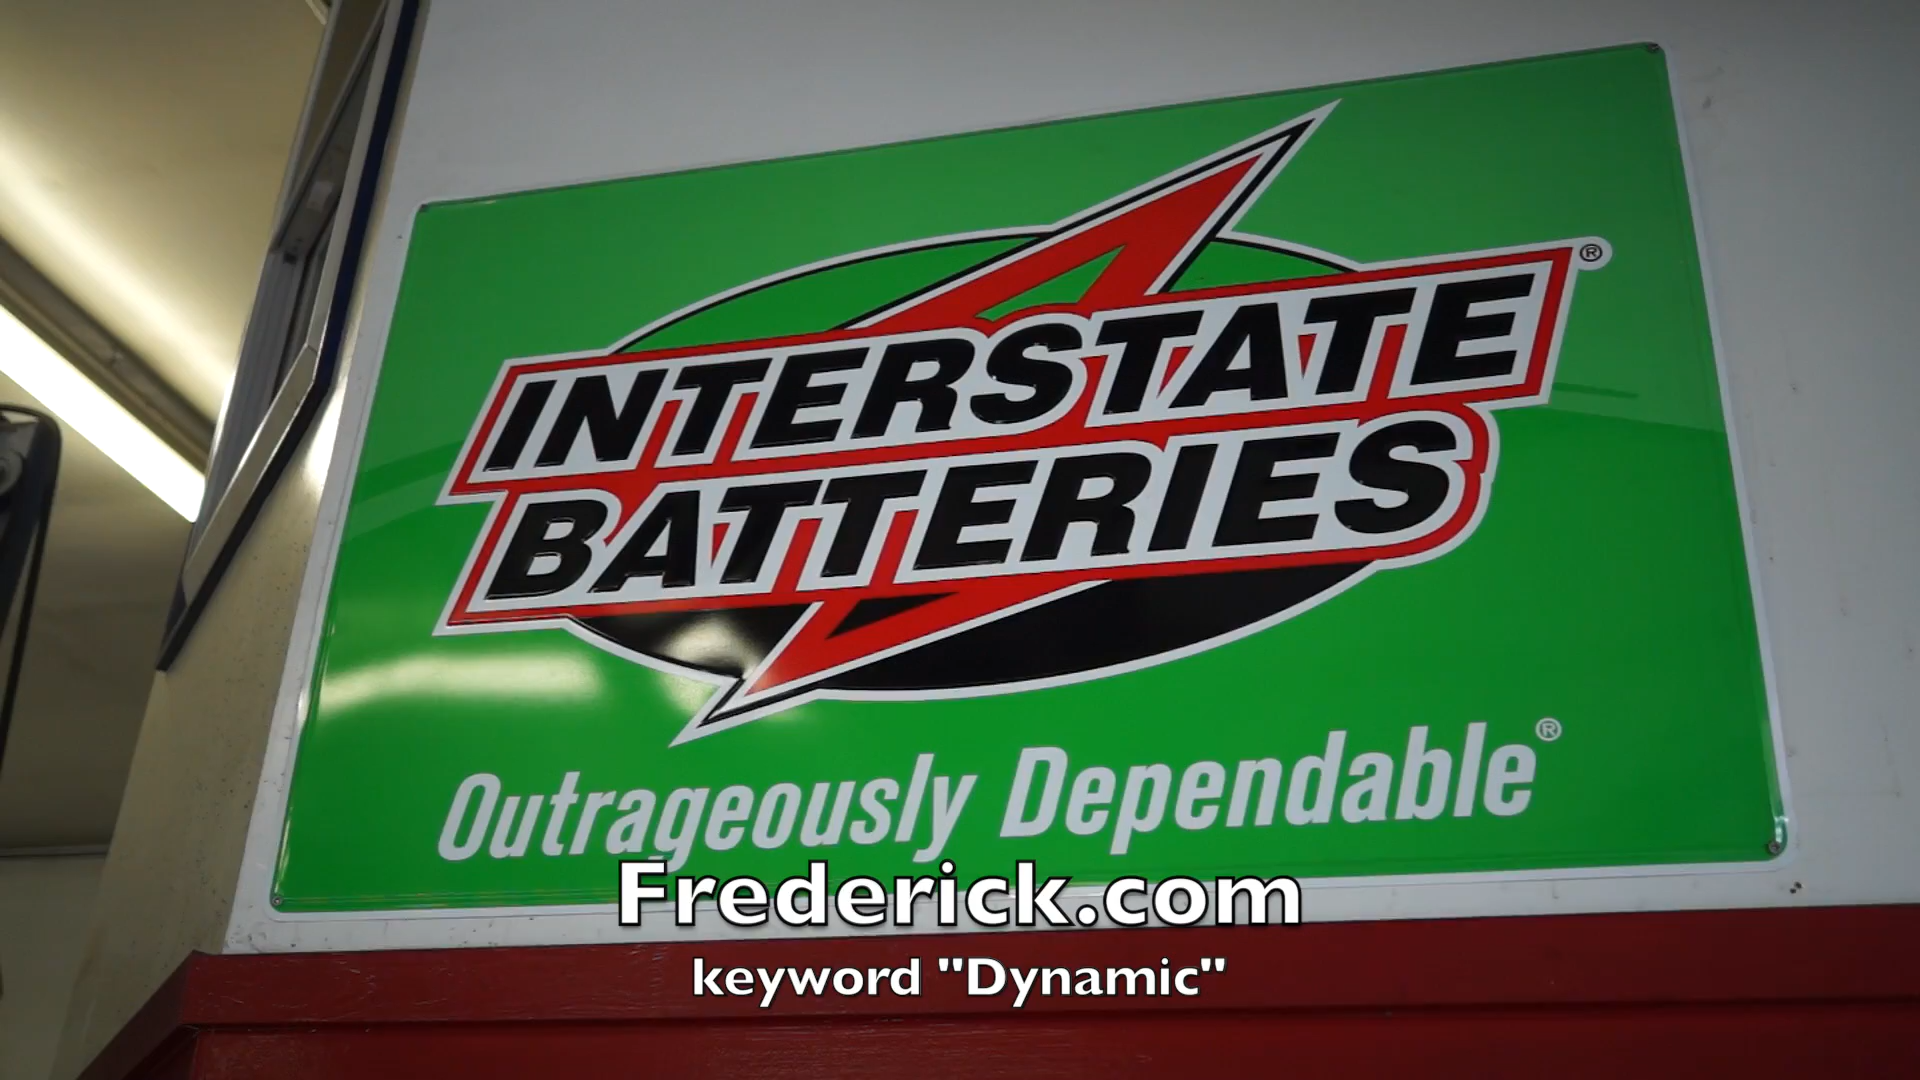 INTERSTATE®
BATTERIES
Outrageously Dependable®
Frederick.com
keyword "Dynamic"